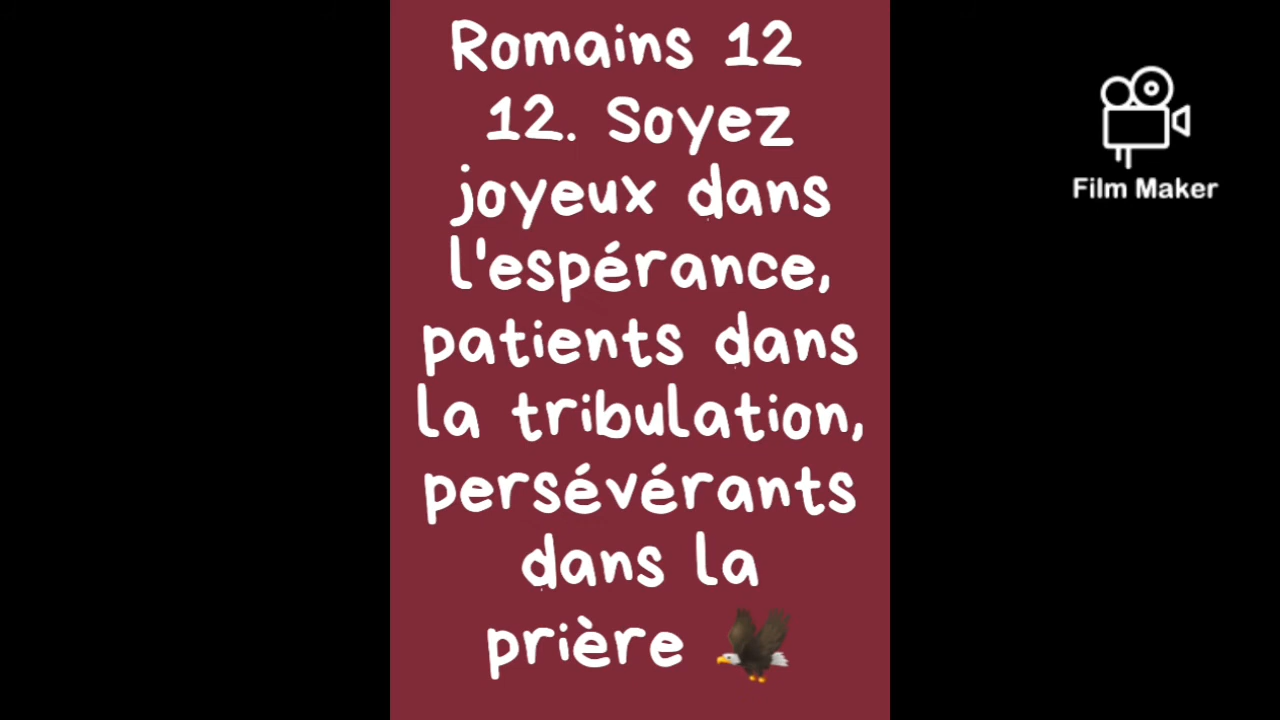 Romains 12
12. Soyez
joyeux dans
l'espérance,
patients dans
la tribulation,
persévérants
dans la
prière 🦅
Film Maker